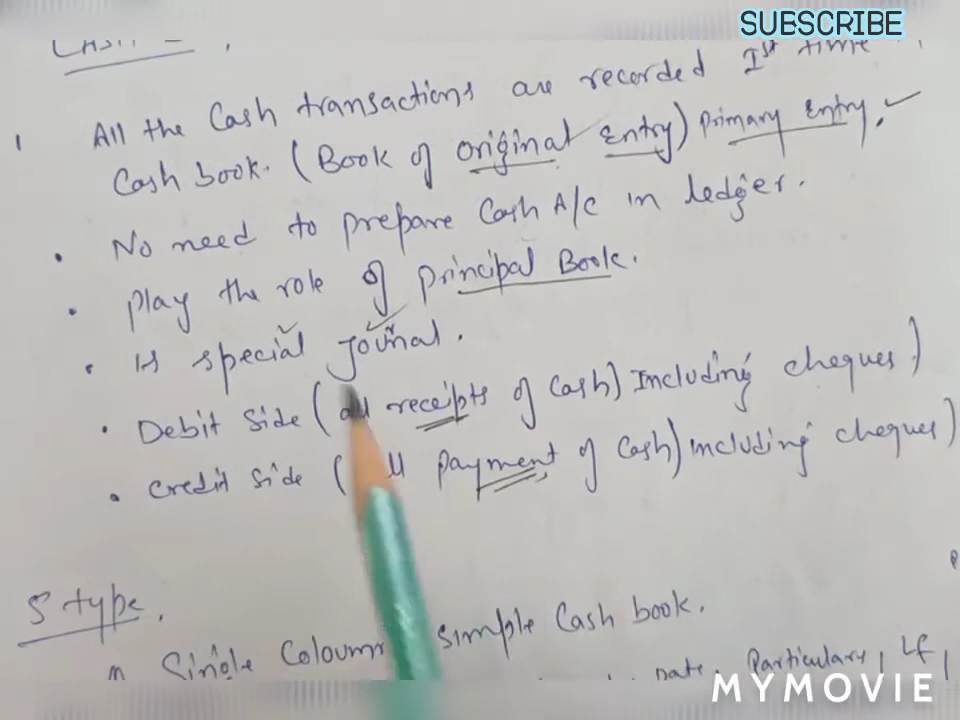 SUBSCRIBE
All the Cash transactions are recorded Ist time
Cash book. (Book of original Entry) Primary Entry.
• No need to prepare Cash A/C in ledger.
• Play the role of principal Book.
• Is special journal.
• Debit Side (all receipts of Cash) Including cheques)
• Credit Side ( payment of Cash) Including cheques)
5 type.
Single Coloumn simple Cash book.
Date. Particulars, Lf,
MYMOVIE